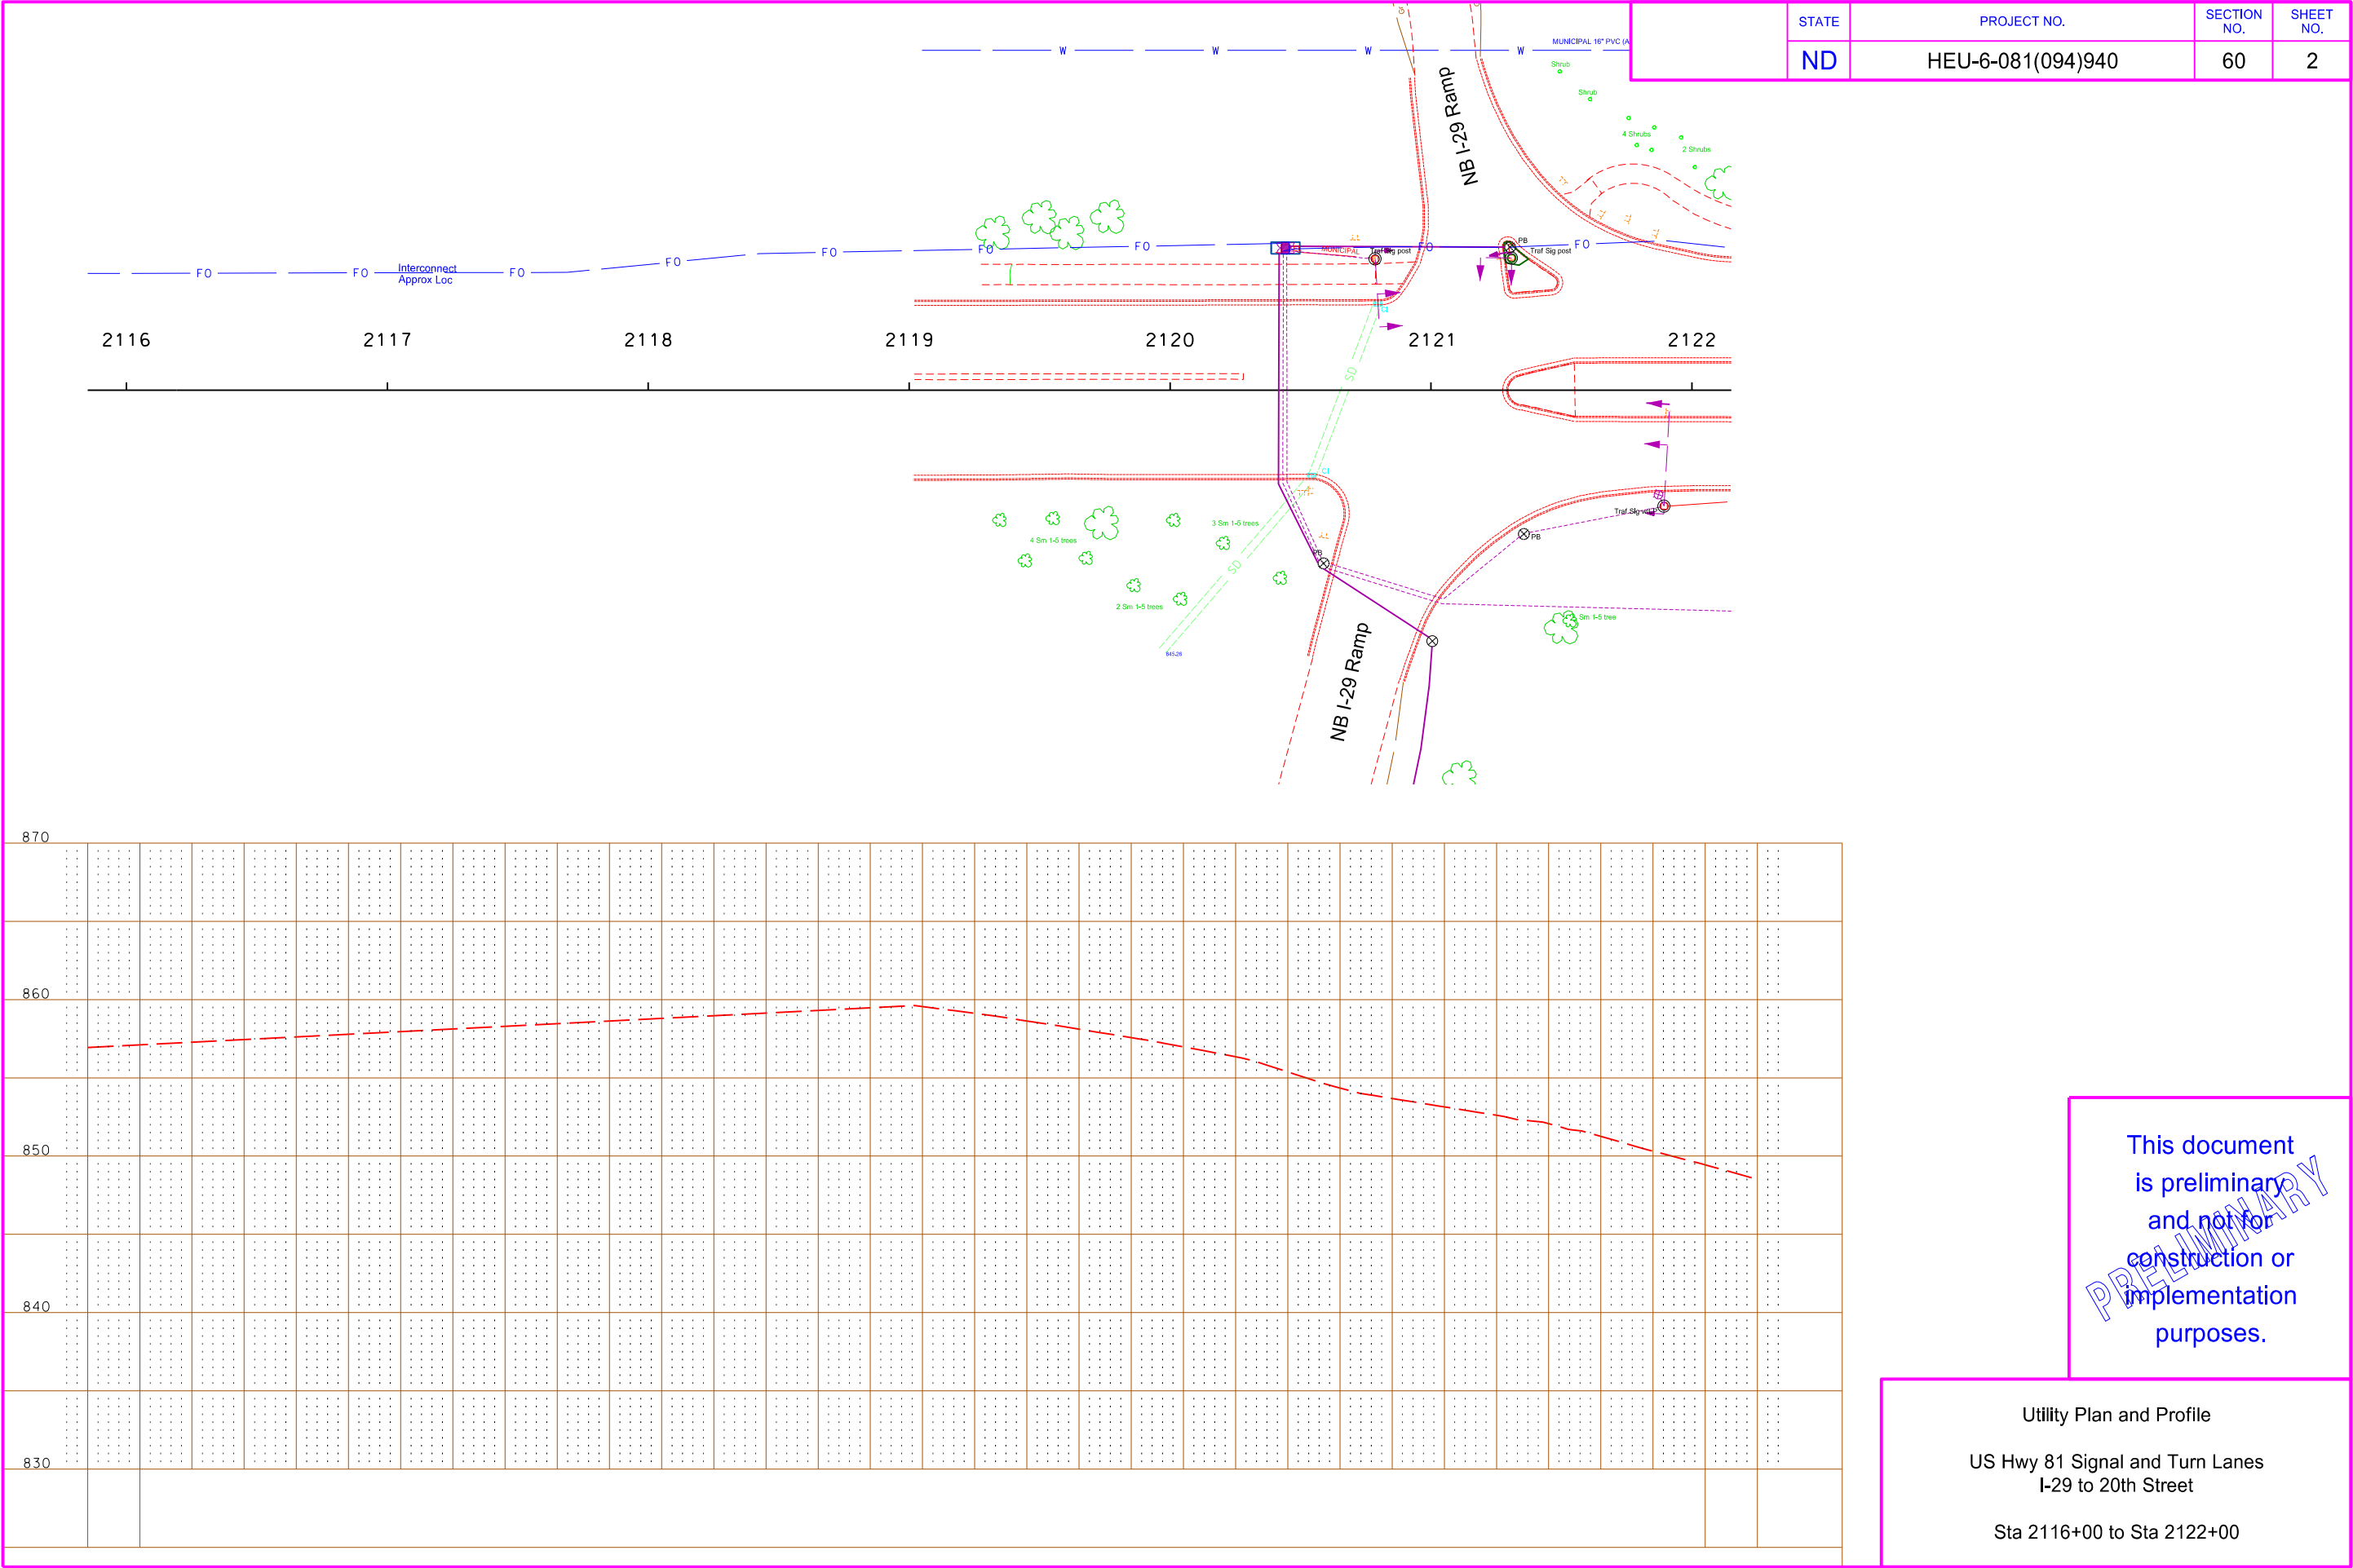 STATE
PROJECT NO.
SECTION NO.
SHEET NO.
ND
HEU-6-081(094)940
60
2
W W W W
MUNICIPAL 16" PVC (A
NB I-29 Ramp
Shrub
Shrub
4 Shrubs
2 Shrubs
FO FO FO FO FO FO FO FO FO
Interconnect
Approx Loc
MUNICIPAL
Traf Sig post
PB
Traf Sig post
CI
2116 2117 2118 2119 2120 2121 2122
SD
CI
3 Sm 1-5 trees
4 Sm 1-5 trees
Traf Sig
PB
PB
SD
2 Sm 1-5 trees
Sm 1-5 tree
845.28
NB I-29 Ramp
870
860
850
840
830
This document
is preliminary
and not for
construction or
implementation
purposes.
PRELIMINARY
Utility Plan and Profile
US Hwy 81 Signal and Turn Lanes
I-29 to 20th Street
Sta 2116+00 to Sta 2122+00